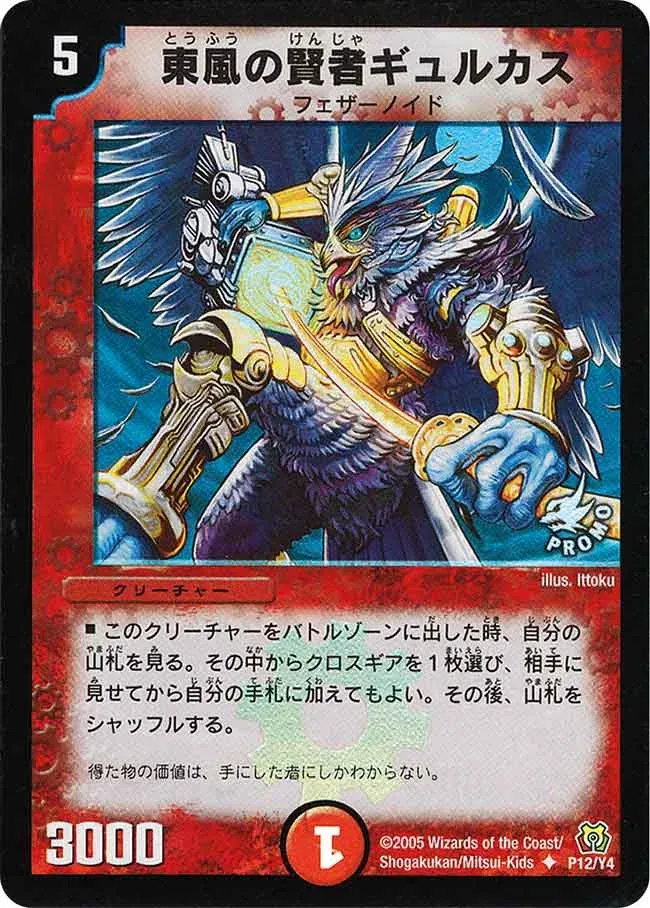 5
とうふう けんじゃ
東風の賢者ギュルカス
フェザーノイド
PROMO
illus. Ittoku
クリーチャー
■ このクリーチャーをバトルゾーンに出した時、自分の
山札を見る。その中からクロスギアを1枚選び、相手に
見せてから自分の手札に加えてもよい。その後、山札を
シャッフルする。
得た物の価値は、手にした者にしかわからない。
3000
1
©2005 Wizards of the Coast/
Shogakukan/Mitsui-Kids P12/Y4